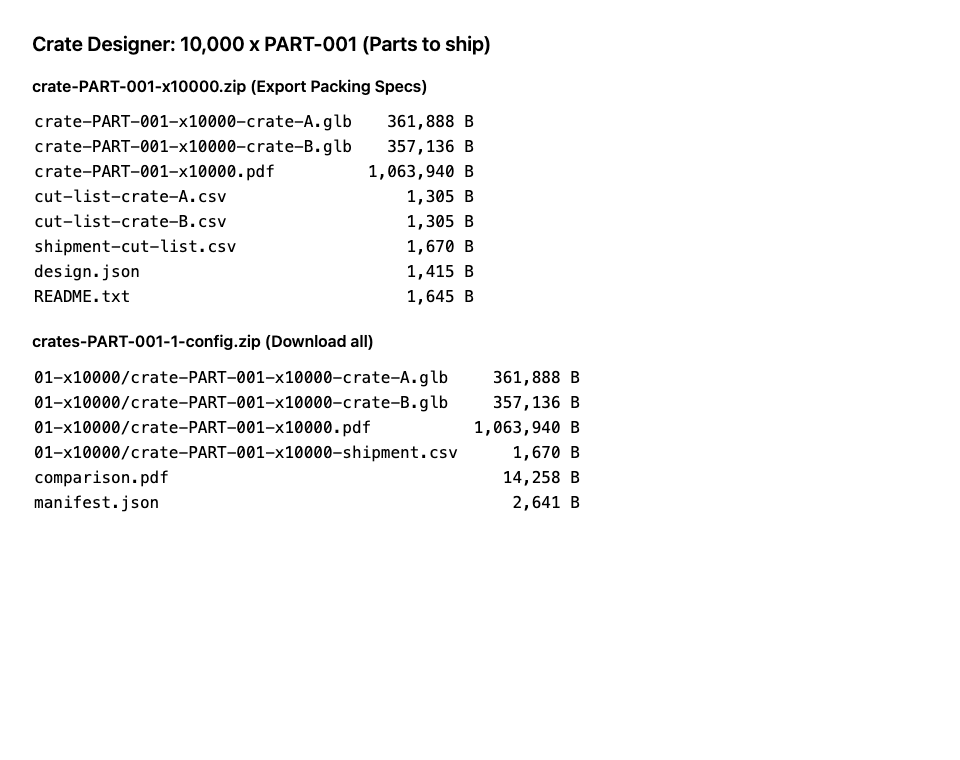 Crate Designer: 10,000 x PART-001 (Parts to ship)
crate-PART-001-x10000.zip (Export Packing Specs)
crate-PART-001-x10000-crate-A.glb 361,888 B
crate-PART-001-x10000-crate-B.glb 357,136 B
crate-PART-001-x10000.pdf 1,063,940 B
cut-list-crate-A.csv 1,305 B
cut-list-crate-B.csv 1,305 B
shipment-cut-list.csv 1,670 B
design.json 1,415 B
README.txt 1,645 B
crates-PART-001-1-config.zip (Download all)
01-x10000/crate-PART-001-x10000-crate-A.glb 361,888 B
01-x10000/crate-PART-001-x10000-crate-B.glb 357,136 B
01-x10000/crate-PART-001-x10000.pdf 1,063,940 B
01-x10000/crate-PART-001-x10000-shipment.csv 1,670 B
comparison.pdf 14,258 B
manifest.json 2,641 B